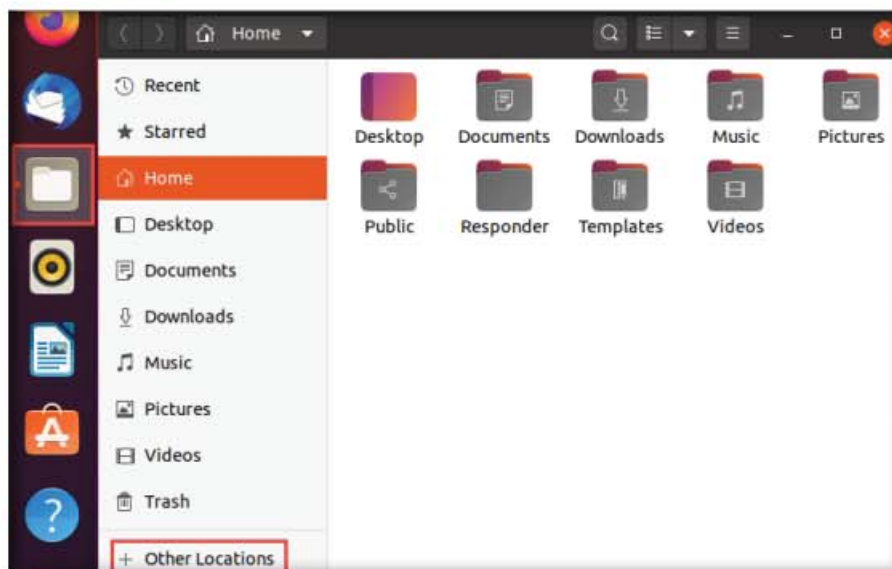 Home
Recent
Starred
Home
Desktop
Documents
Downloads
Music
Pictures
Videos
Trash
Other Locations
Desktop Documents Downloads Music Pictures
Public Responder Templates Videos